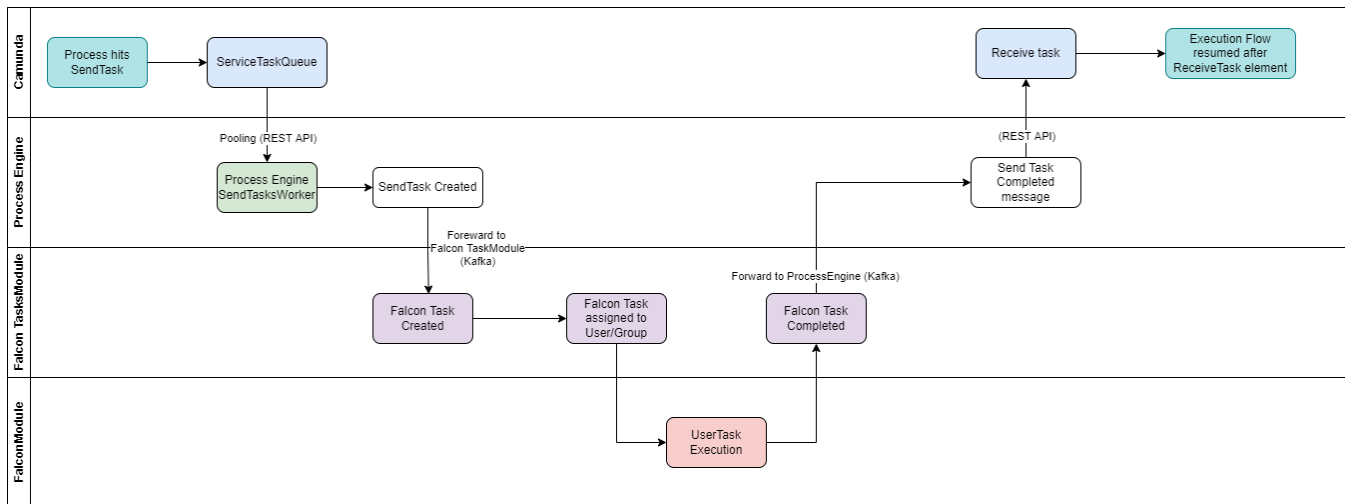 Camunda
Process hits
SendTask
ServiceTaskQueue
Receive task
Execution Flow
resumed after
ReceiveTask element
Process Engine
Pooling (REST API)
(REST API)
Process Engine
SendTasksWorker
SendTask Created
Send Task
Completed
message
Foreward to
Falcon TaskModule
(Kafka)
Falcon TasksModule
Forward to ProcessEngine (Kafka)
Falcon Task
Created
Falcon Task
assigned to
User/Group
Falcon Task
Completed
FalconModule
UserTask
Execution